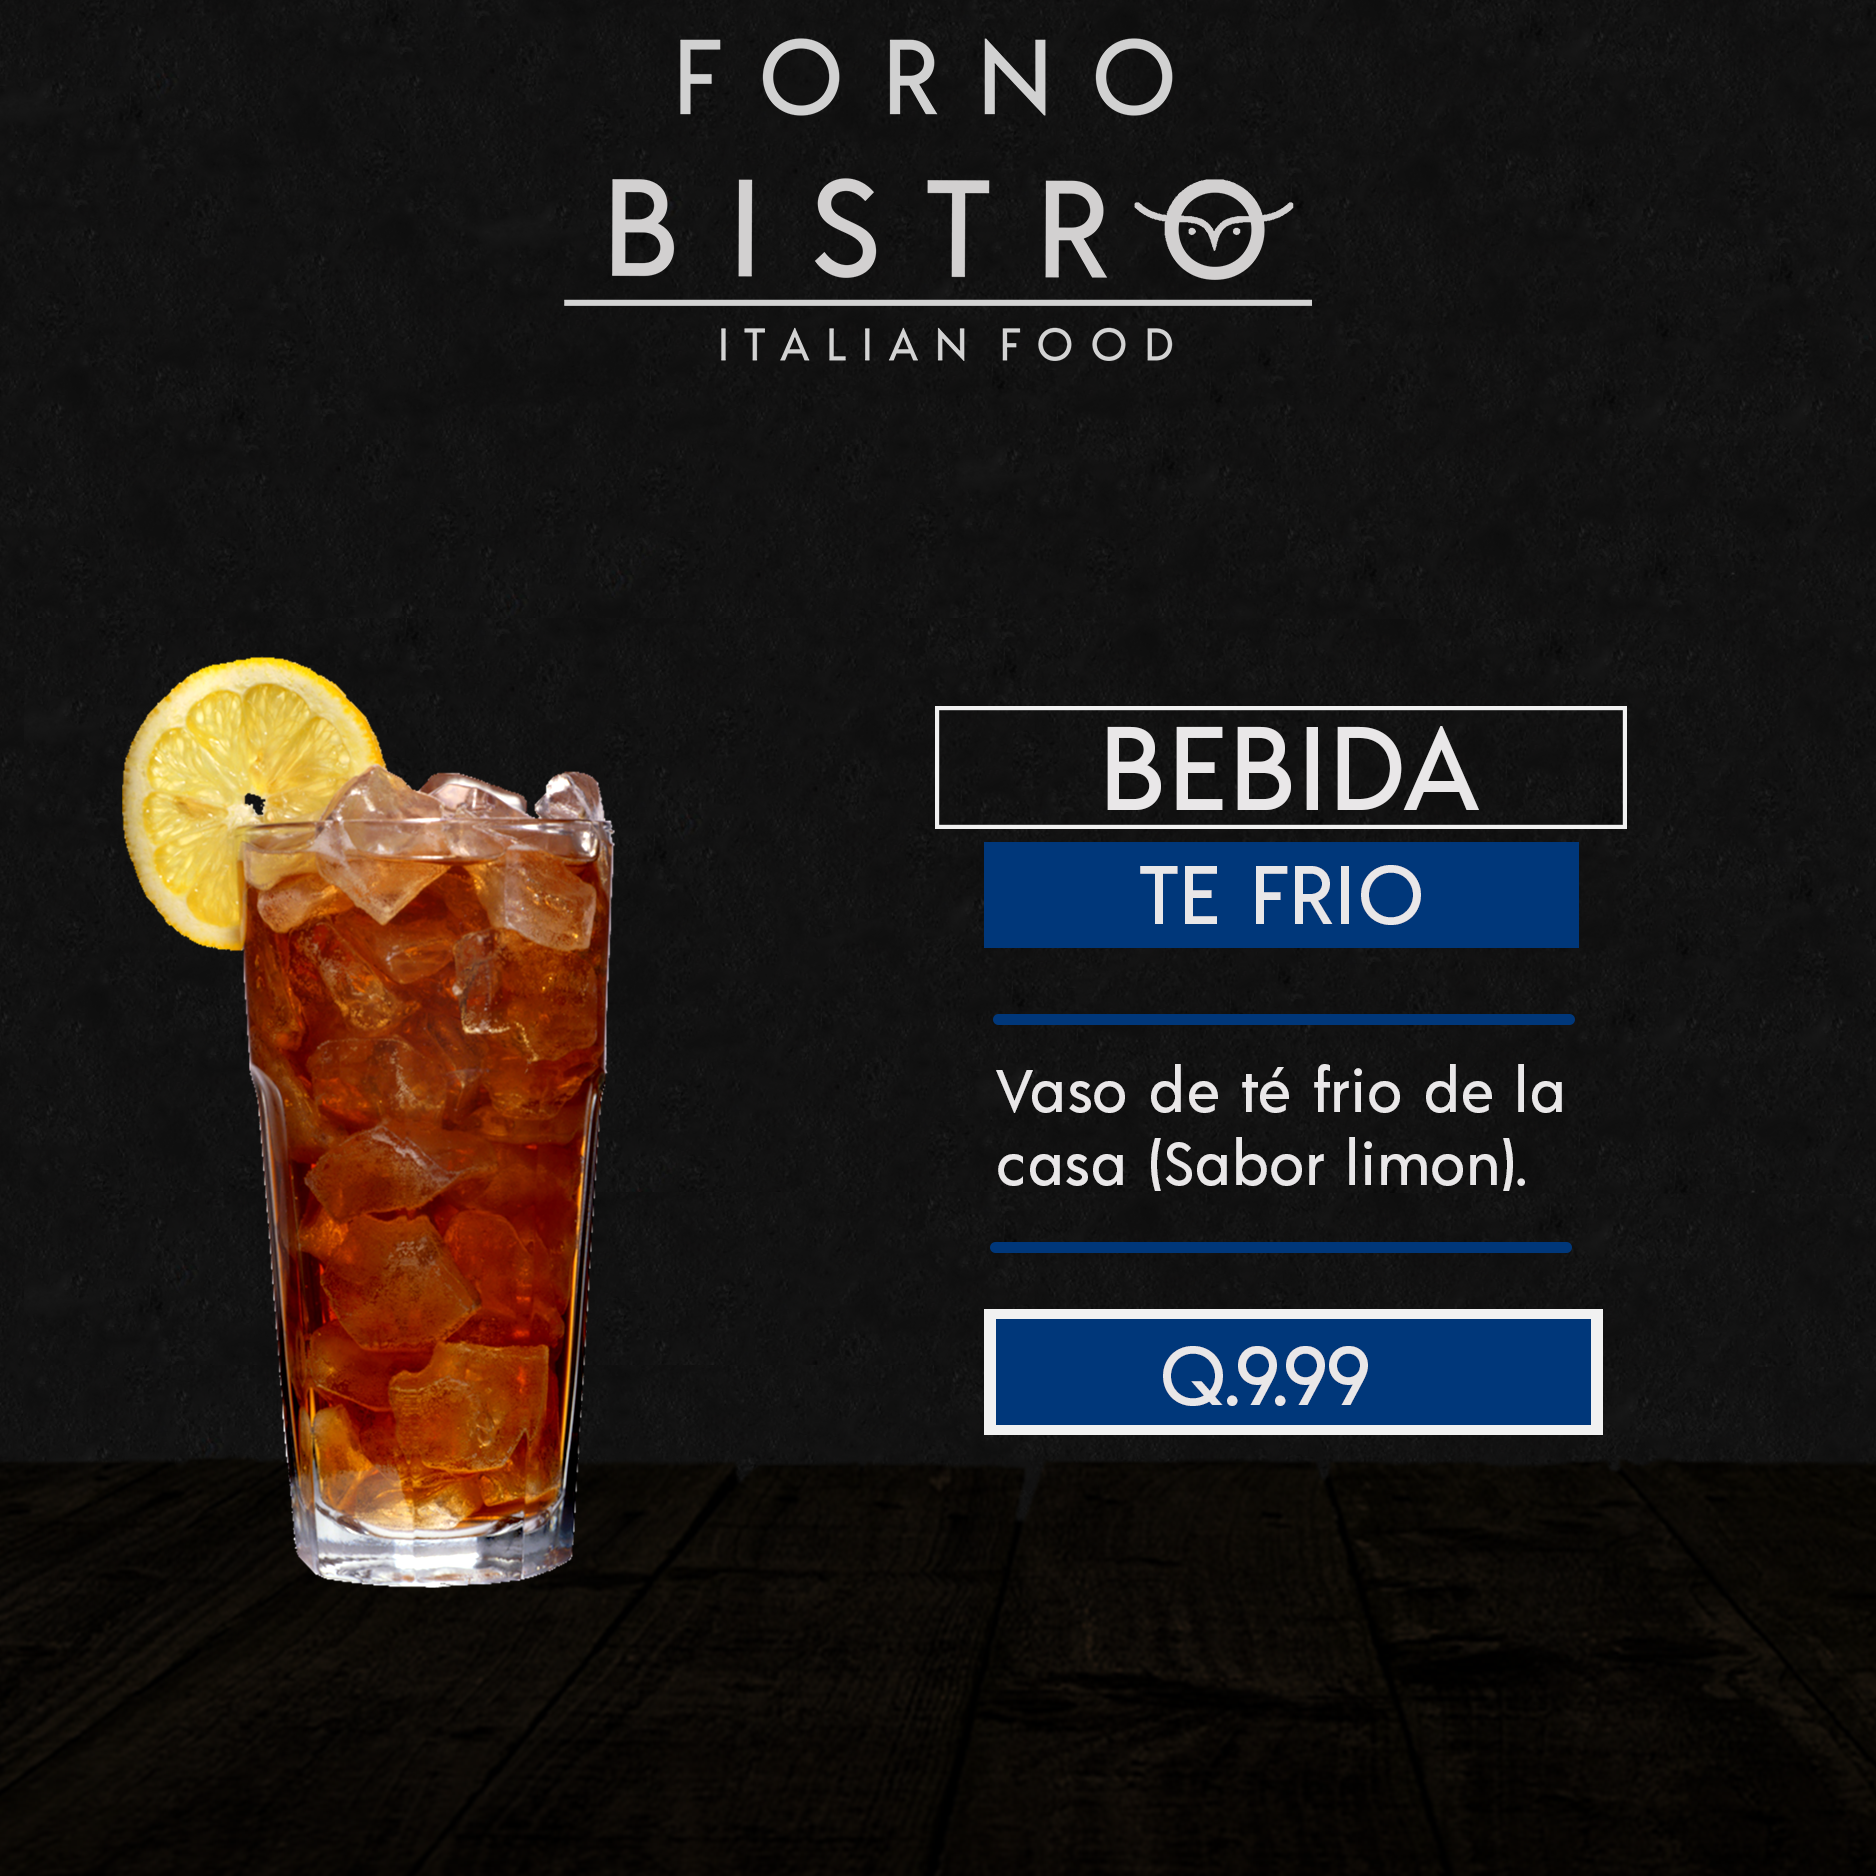 FORNO
BISTRO
ITALIAN FOOD
BEBIDA
TE FRIO
Vaso de té frio de la
casa (Sabor limon).
Q.9.99